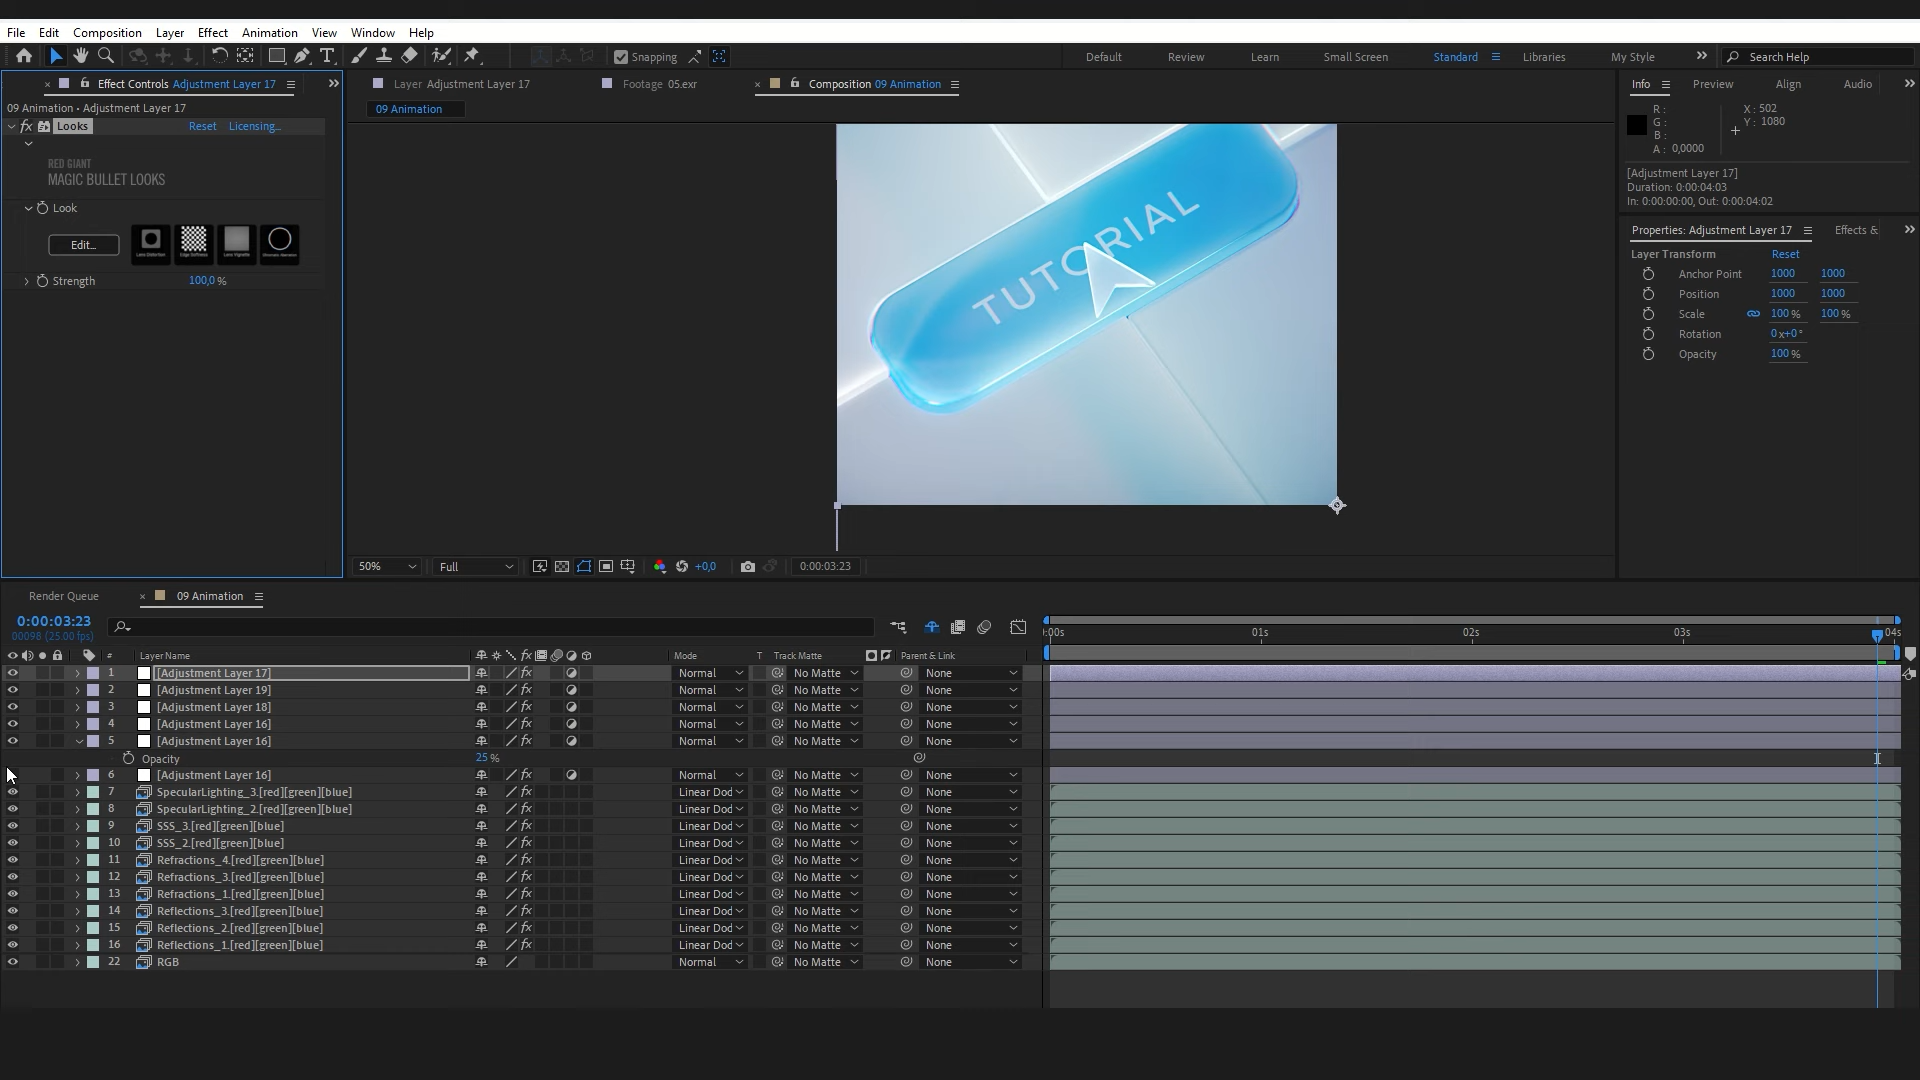 File Edit Composition Layer Effect Animation View Window Help
Snapping Default Review Learn Small Screen Standard Libraries My Style Search Help
Effect Controls Adjustment Layer 17
Layer Adjustment Layer 17 Footage 05.exr Composition 09 Animation
Info Preview Align Audio
09 Animation • Adjustment Layer 17
09 Animation
Looks Reset Licensing...
RED GIANT
MAGIC BULLET LOOKS
Look
Edit...
Strength 100,0 %
TUTORIAL
R :
G :
B :
A : 0,0000
X : 502
Y : 1080
[Adjustment Layer 17]
Duration: 0:00:04:03
In: 0:00:00:00, Out: 0:00:04:02
Properties: Adjustment Layer 17 Effects &
Layer Transform Reset
Anchor Point 1000 1000
Position 1000 1000
Scale 100 % 100 %
Rotation 0x+0°
Opacity 100 %
50% Full +0,0 0:00:03:23
Render Queue 09 Animation
0:00:03:23
00098 (25.00 fps)
:00s 01s 02s 03s 04s
# Layer Name Mode T Track Matte Parent & Link
1 [Adjustment Layer 17] Normal No Matte None
2 [Adjustment Layer 19] Normal No Matte None
3 [Adjustment Layer 18] Normal No Matte None
4 [Adjustment Layer 16] Normal No Matte None
5 [Adjustment Layer 16] Normal No Matte None
Opacity 25 %
6 [Adjustment Layer 16] Normal No Matte None
7 SpecularLighting_3.[red][green][blue] Linear Dod No Matte None
8 SpecularLighting_2.[red][green][blue] Linear Dod No Matte None
9 SSS_3.[red][green][blue] Linear Dod No Matte None
10 SSS_2.[red][green][blue] Linear Dod No Matte None
11 Refractions_4.[red][green][blue] Linear Dod No Matte None
12 Refractions_3.[red][green][blue] Linear Dod No Matte None
13 Refractions_1.[red][green][blue] Linear Dod No Matte None
14 Reflections_3.[red][green][blue] Linear Dod No Matte None
15 Reflections_2.[red][green][blue] Linear Dod No Matte None
16 Reflections_1.[red][green][blue] Linear Dod No Matte None
22 RGB Normal No Matte None